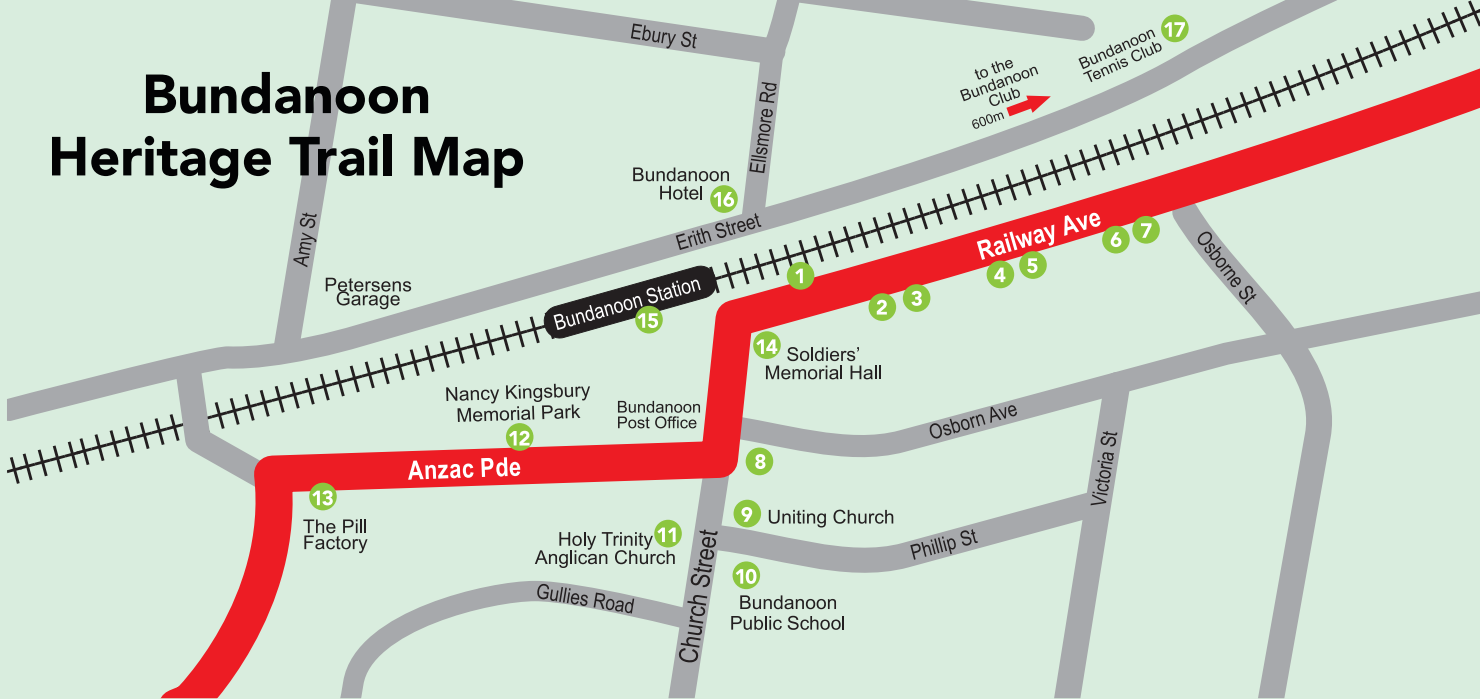 Bundanoon
Heritage Trail Map
Ebury St
Ellsmore Rd
Amy St
to the
Bundanoon
Club
600m
Bundanoon
Tennis Club
17
Bundanoon
Hotel
16
Erith Street
Petersens
Garage
Bundanoon Station
15
1
Railway Ave
2
3
4
5
6
7
Osborne St
14
Soldiers’
Memorial Hall
Nancy Kingsbury
Memorial Park
12
Bundanoon
Post Office
Osborn Ave
Anzac Pde
8
13
The Pill
Factory
9
Uniting Church
Holy Trinity
Anglican Church
11
Church Street
Phillip St
Victoria St
10
Bundanoon
Public School
Gullies Road